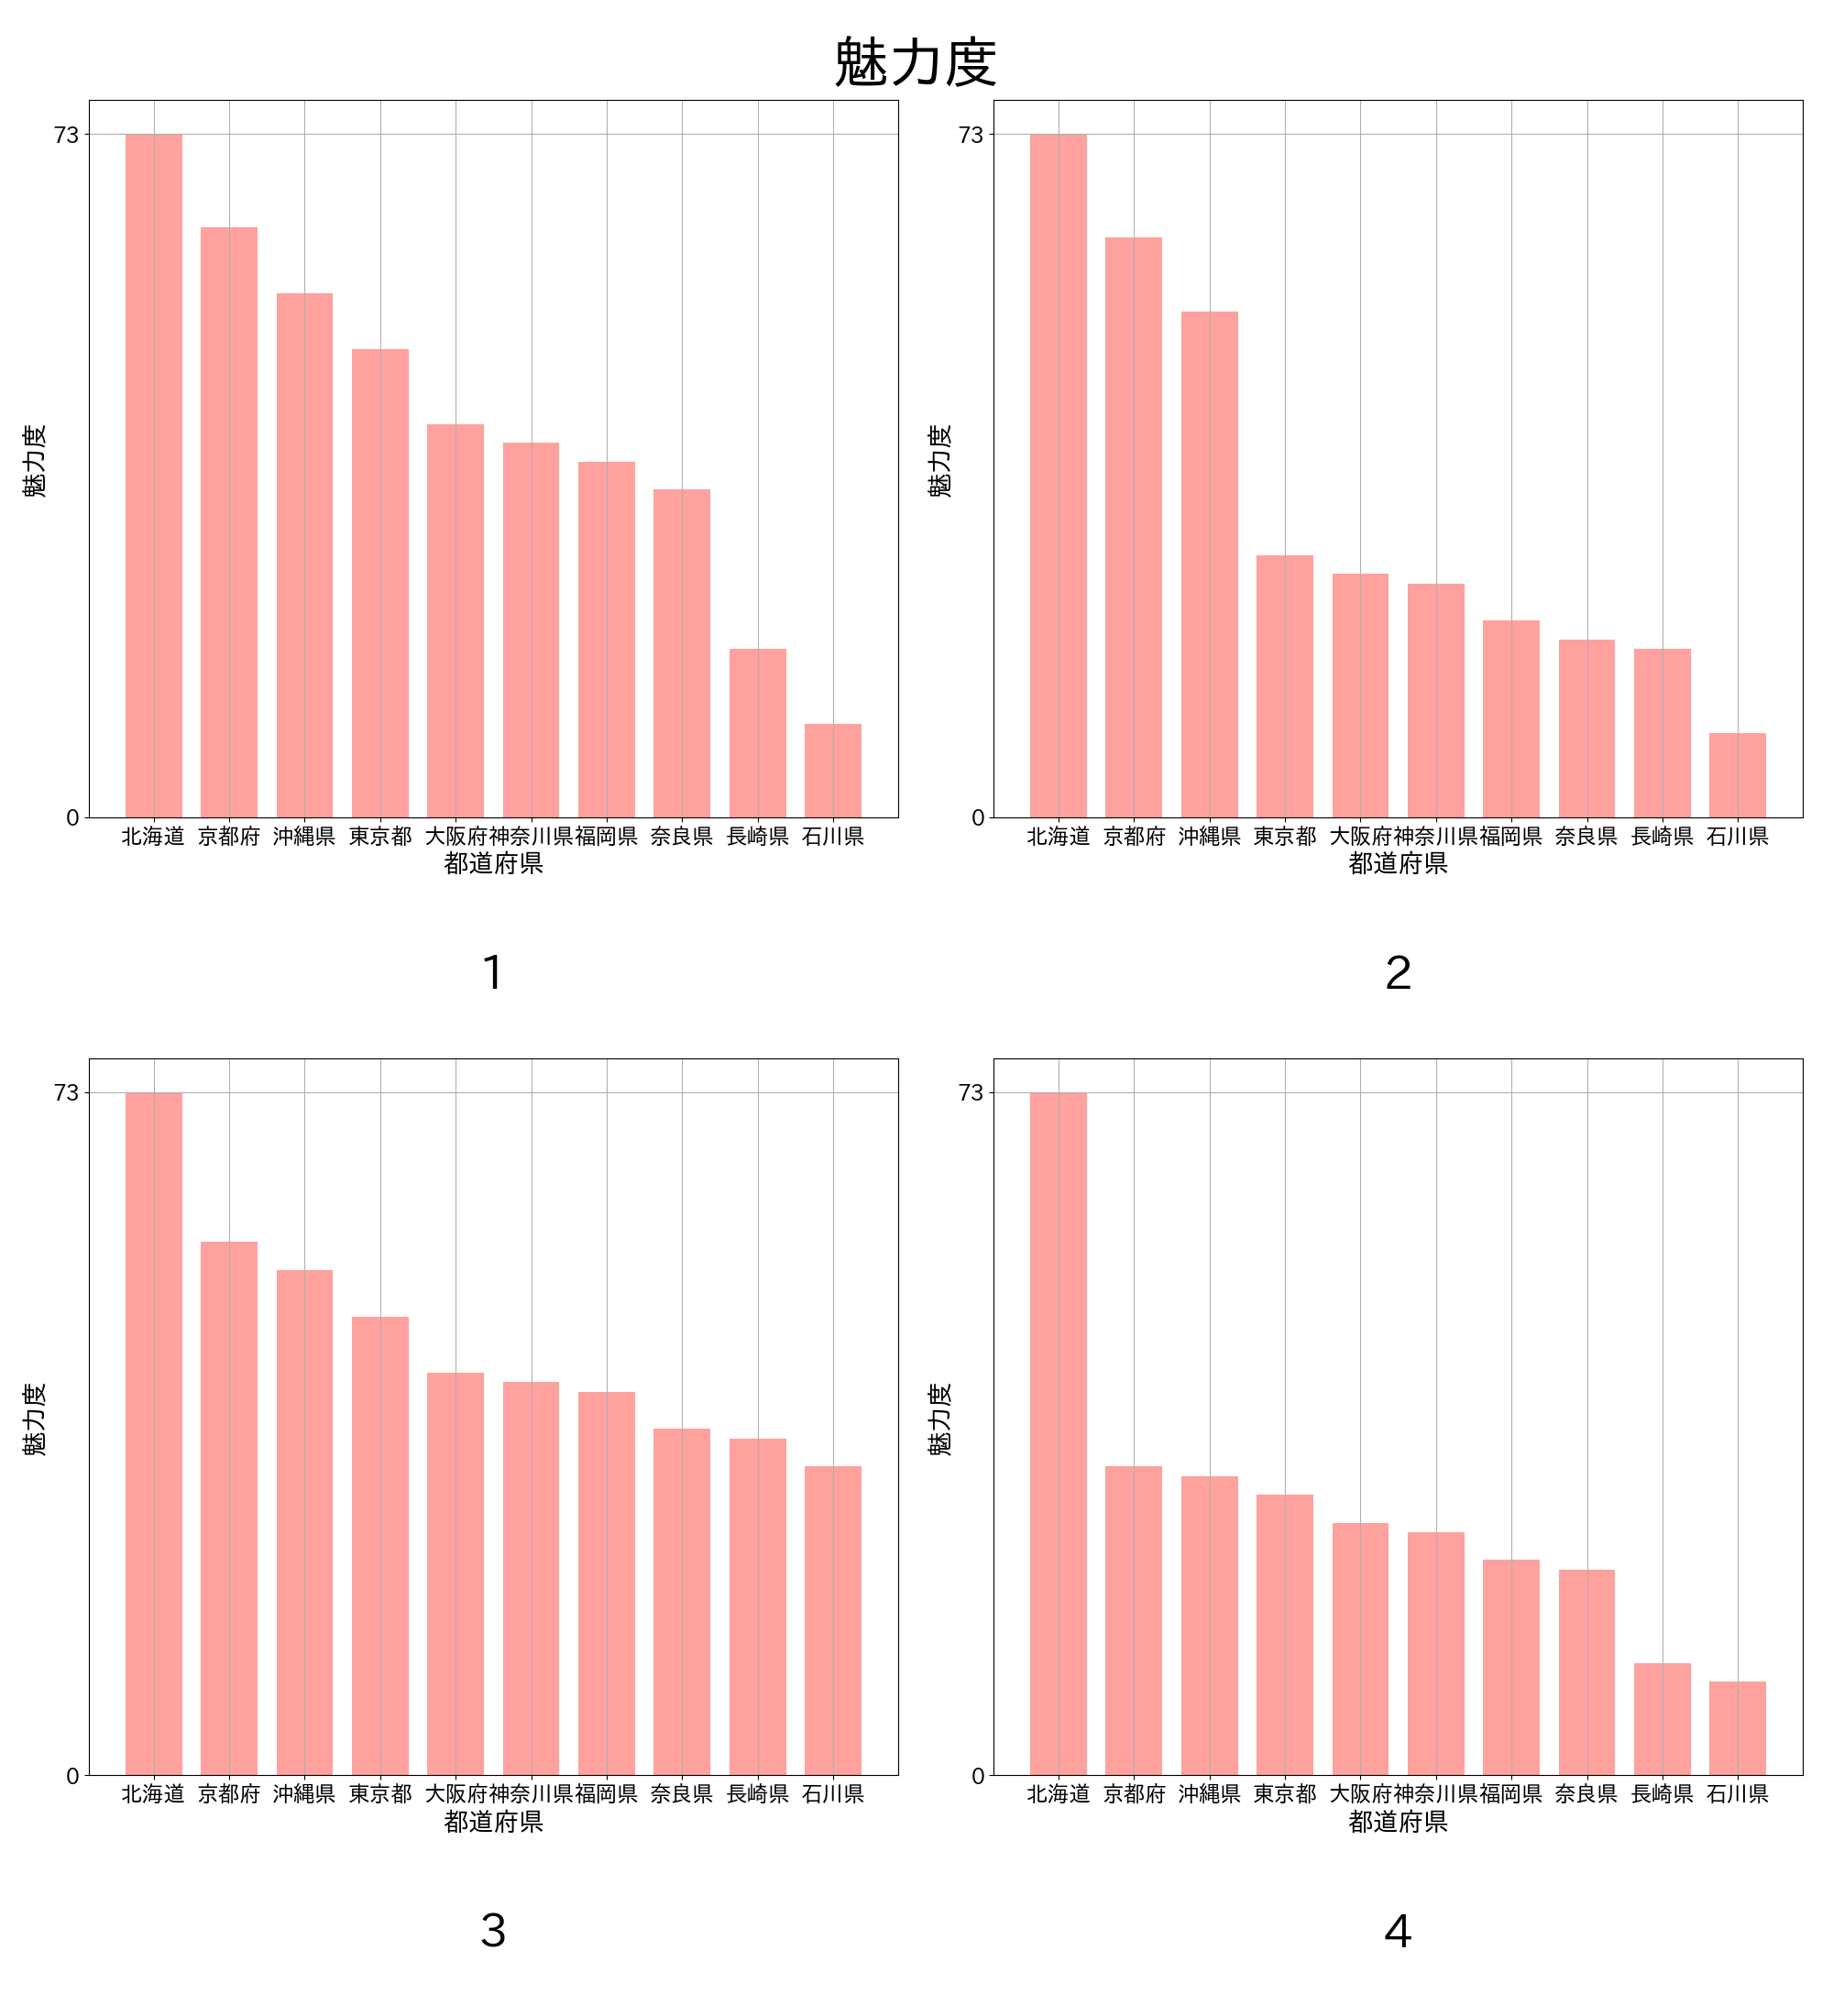 魅力度
73
0
魅力度
北海道 京都府 沖縄県 東京都 大阪府 神奈川県 福岡県 奈良県 長崎県 石川県
都道府県
1
73
0
魅力度
北海道 京都府 沖縄県 東京都 大阪府 神奈川県 福岡県 奈良県 長崎県 石川県
都道府県
2
73
0
魅力度
北海道 京都府 沖縄県 東京都 大阪府 神奈川県 福岡県 奈良県 長崎県 石川県
都道府県
3
73
0
魅力度
北海道 京都府 沖縄県 東京都 大阪府 神奈川県 福岡県 奈良県 長崎県 石川県
都道府県
4